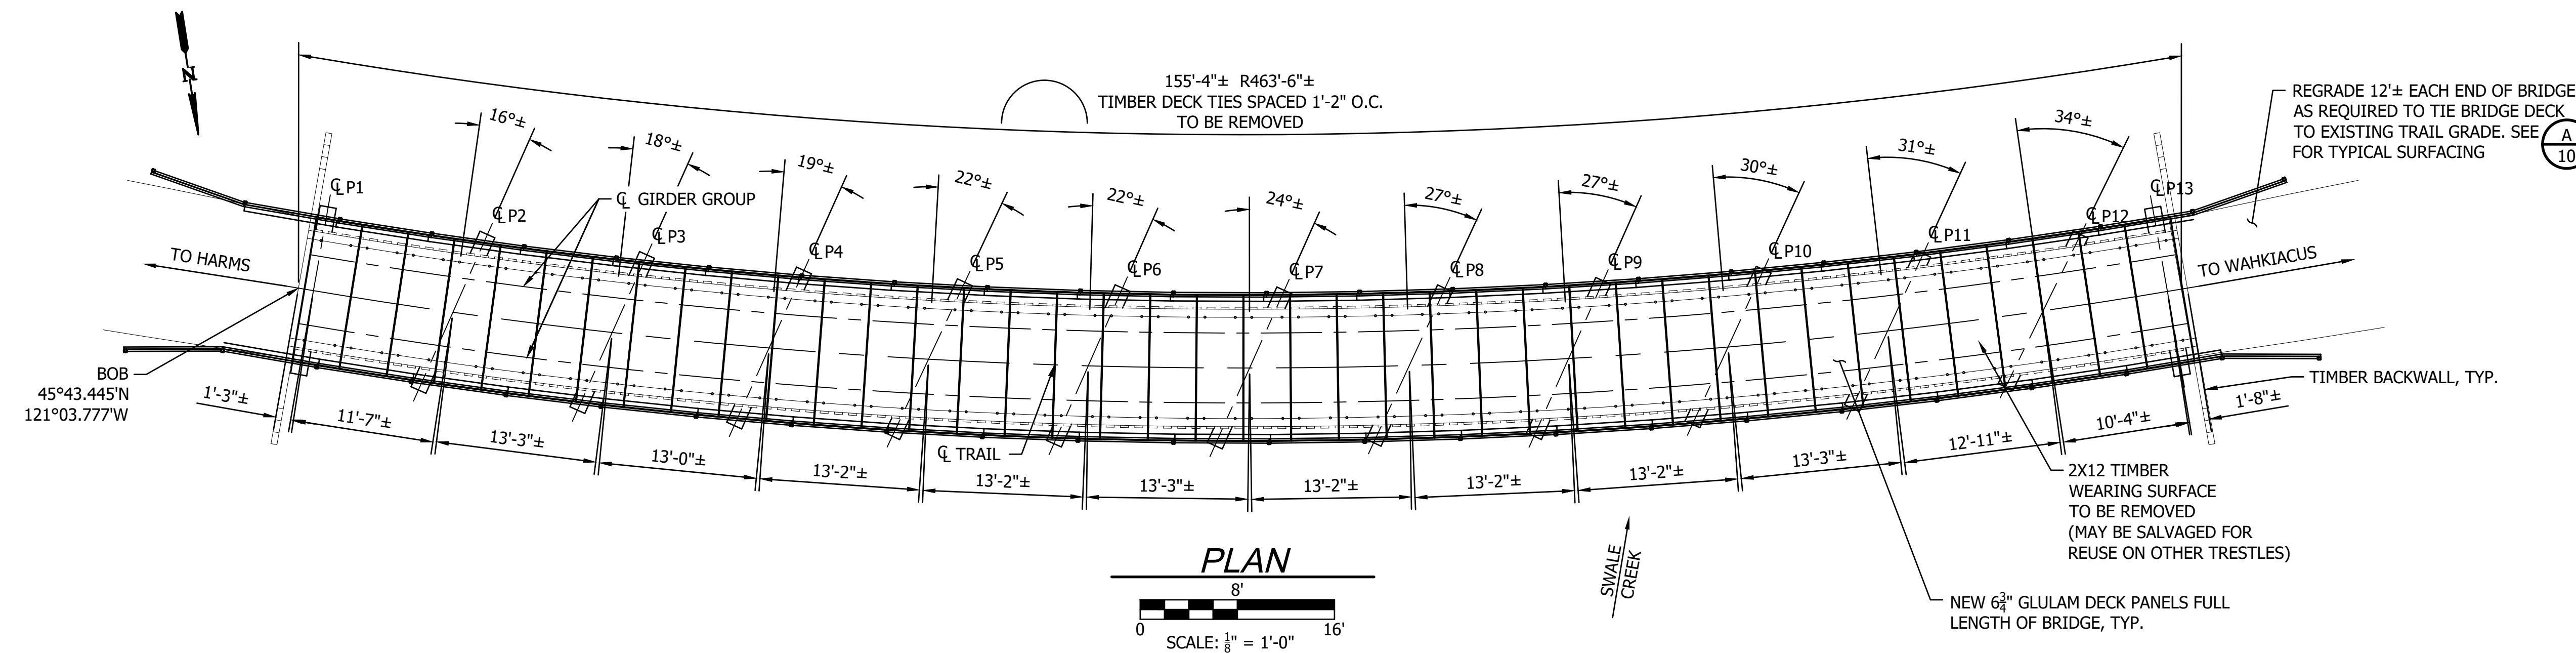 N
155'-4"± R463'-6"±
TIMBER DECK TIES SPACED 1'-2" O.C.
TO BE REMOVED
REGRADE 12'± EACH END OF BRIDGE
AS REQUIRED TO TIE BRIDGE DECK
TO EXISTING TRAIL GRADE. SEE
FOR TYPICAL SURFACING
A
10
16°±
18°±
19°±
22°±
22°±
24°±
27°±
27°±
30°±
31°±
34°±
℄ P1
℄ P2
℄ P3
℄ P4
℄ P5
℄ P6
℄ P7
℄ P8
℄ P9
℄ P10
℄ P11
℄ P12
℄ P13
℄ GIRDER GROUP
TO HARMS
TO WAHKIACUS
BOB
45°43.445'N
121°03.777'W
℄ TRAIL
TIMBER BACKWALL, TYP.
1'-3"±
11'-7"±
13'-3"±
13'-0"±
13'-2"±
13'-2"±
13'-3"±
13'-2"±
13'-2"±
13'-2"±
13'-3"±
12'-11"±
10'-4"±
1'-8"±
2X12 TIMBER
WEARING SURFACE
TO BE REMOVED
(MAY BE SALVAGED FOR
REUSE ON OTHER TRESTLES)
SWALE
CREEK
NEW 6¾" GLULAM DECK PANELS FULL
LENGTH OF BRIDGE, TYP.
PLAN
8'
0 16'
SCALE: ⅛" = 1'-0"